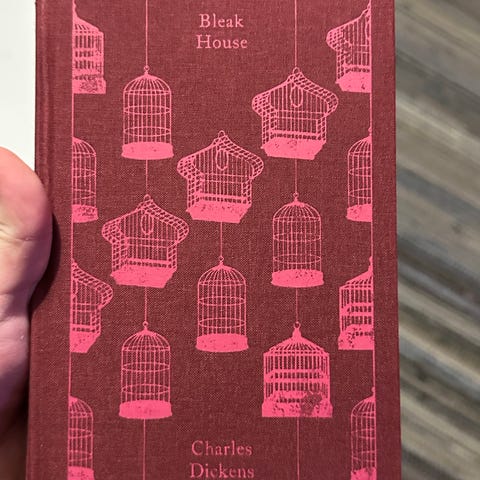 Bleak
House
Charles
Dickens